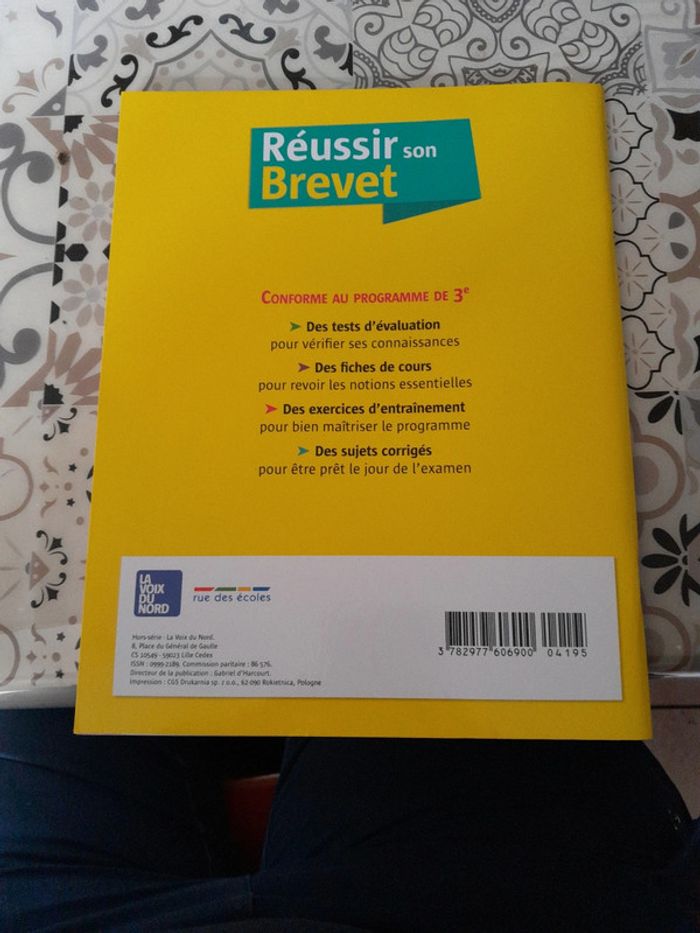 Réussir son
Brevet
CONFORME AU PROGRAMME DE 3e
➤ Des tests d'évaluation
pour vérifier ses connaissances
➤ Des fiches de cours
pour revoir les notions essentielles
➤ Des exercices d'entraînement
pour bien maîtriser le programme
➤ Des sujets corrigés
pour être prêt le jour de l'examen
LA
VOIX
DU
NORD
rue des écoles
Hors-série - La Voix du Nord.
8, Place du Général de Gaulle
CS 10549 - 59023 Lille Cedex
ISSN : 0999-2189. Commission paritaire : 86 576.
Directeur de la publication : Gabriel d'Harcourt.
Impression : CGS Drukarnia sp. z o.o., 62 090 Rokietnica, Pologne
3 782977 606900 04195